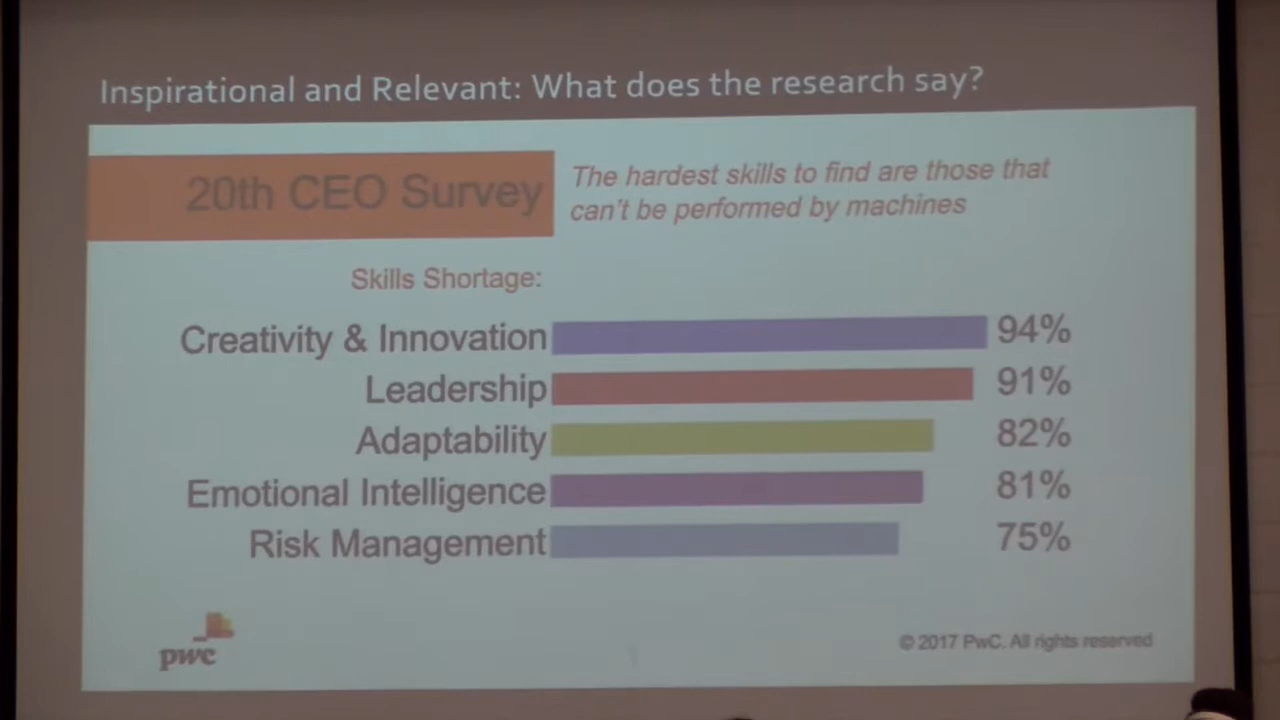 Inspirational and Relevant: What does the research say?
20th CEO Survey
The hardest skills to find are those that
can't be performed by machines
Skills Shortage:
Creativity & Innovation 94%
Leadership 91%
Adaptability 82%
Emotional Intelligence 81%
Risk Management 75%
pwc
© 2017 PwC. All rights reserved